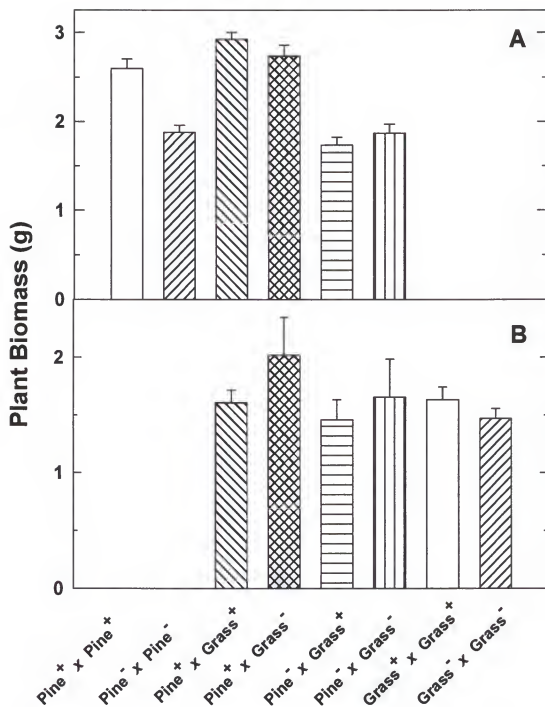 3
A
2
1
0
Plant Biomass (g)
B
2
1
0
Pine+ x Pine+
Pine- x Pine-
Pine+ x Grass+
Pine+ x Grass-
Pine- x Grass+
Pine- x Grass-
Grass+ x Grass+
Grass- x Grass-